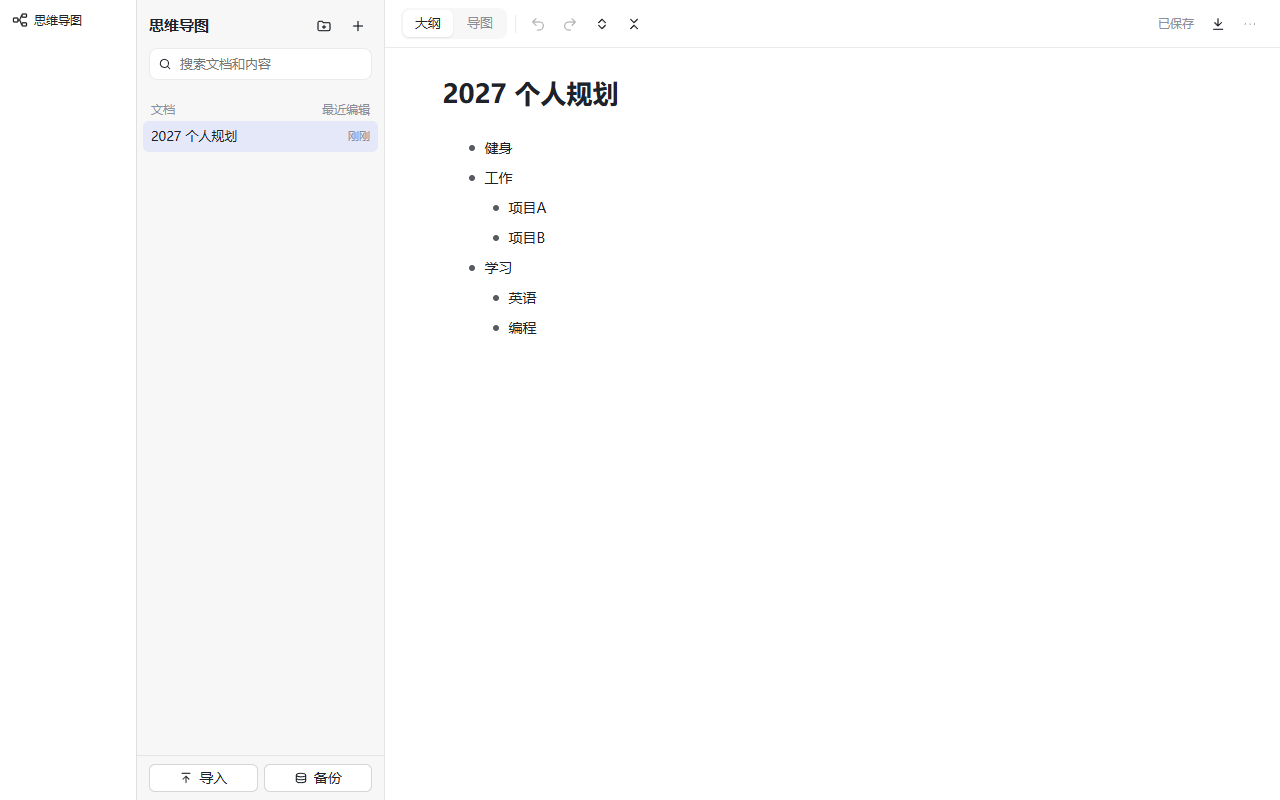 思维导图
思维导图
搜索文档和内容
文档 最近编辑
2027 个人规划 刚刚
导入 备份
大纲 导图 已保存
2027 个人规划
健身
工作
项目A
项目B
学习
英语
编程